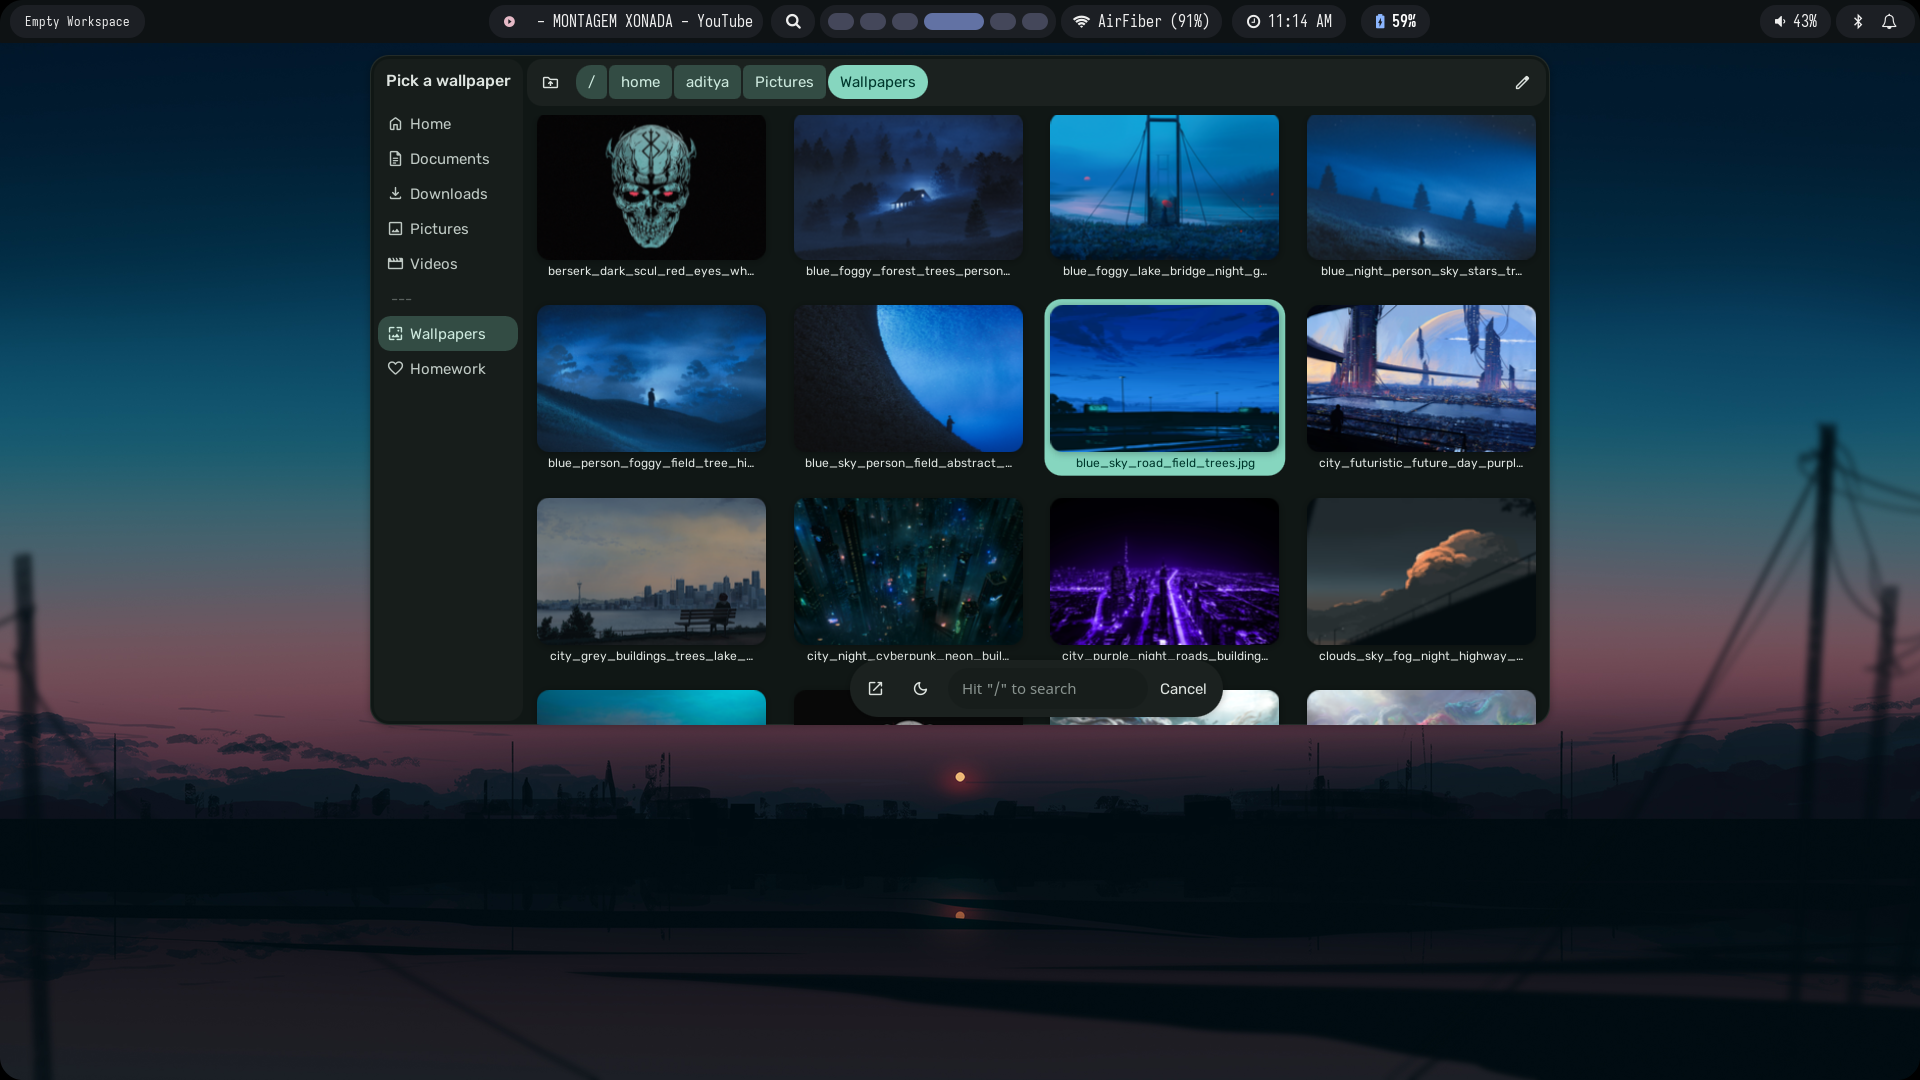 Empty Workspace
- MONTAGEM XONADA - YouTube
AirFiber (91%)
11:14 AM
59%
43%
Pick a wallpaper
/ home aditya Pictures Wallpapers
Home
Documents
Downloads
Pictures
Videos
---
Wallpapers
Homework
berserk_dark_scul_red_eyes_wh…
blue_foggy_forest_trees_person…
blue_foggy_lake_bridge_night_g…
blue_night_person_sky_stars_tr…
blue_person_foggy_field_tree_hi…
blue_sky_person_field_abstract_…
blue_sky_road_field_trees.jpg
city_futuristic_future_day_purpl…
city_grey_buildings_trees_lake_…
city_night_cyberpunk_neon_buil…
city_purple_night_roads_building…
clouds_sky_fog_night_highway_…
Hit "/" to search
Cancel